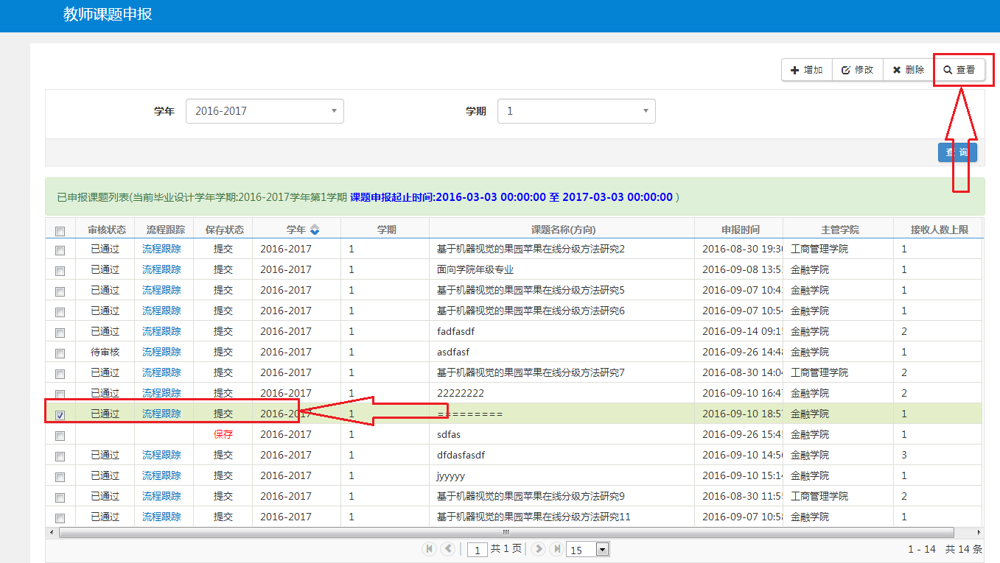 教师课题申报
增加 修改 删除 查看
学年 2016-2017 学期 1
查 询
已申报课题列表(当前毕业设计学年学期:2016-2017学年第1学期 课题申报起止时间:2016-03-03 00:00:00 至 2017-03-03 00:00:00 )
审核状态 流程跟踪 保存状态 学年 学期 课题名称(方向) 申报时间 主管学院 接收人数上限
已通过 流程跟踪 提交 2016-2017 1 基于机器视觉的果园苹果在线分级方法研究2 2016-08-30 19:30 工商管理学院 1
已通过 流程跟踪 提交 2016-2017 1 面向学院年级专业 2016-09-08 13:5 金融学院 1
已通过 流程跟踪 提交 2016-2017 1 基于机器视觉的果园苹果在线分级方法研究5 2016-09-07 10:4 金融学院 1
已通过 流程跟踪 提交 2016-2017 1 基于机器视觉的果园苹果在线分级方法研究6 2016-09-07 10:54 金融学院 1
已通过 流程跟踪 提交 2016-2017 1 fadfasdf 2016-09-14 09:1 金融学院 2
待审核 流程跟踪 提交 2016-2017 1 asdfasf 2016-09-26 14:48 金融学院 1
已通过 流程跟踪 提交 2016-2017 1 基于机器视觉的果园苹果在线分级方法研究7 2016-08-30 14:04 工商管理学院 2
已通过 流程跟踪 提交 2016-2017 1 22222222 2016-09-10 16:47 金融学院 2
已通过 流程跟踪 提交 2016-2017 1 ========= 2016-09-10 18:57 金融学院 1
保存 2016-2017 1 sdfas 2016-09-26 15:45 金融学院 1
已通过 流程跟踪 提交 2016-2017 1 dfdasfasdf 2016-09-10 14:50 金融学院 3
已通过 流程跟踪 提交 2016-2017 1 jyyyyy 2016-09-10 15:14 金融学院 1
已通过 流程跟踪 提交 2016-2017 1 基于机器视觉的果园苹果在线分级方法研究9 2016-08-30 11:55 工商管理学院 2
已通过 流程跟踪 提交 2016-2017 1 基于机器视觉的果园苹果在线分级方法研究11 2016-09-07 10:58 金融学院 1
1 共 1 页 15 1 - 14 共 14 条